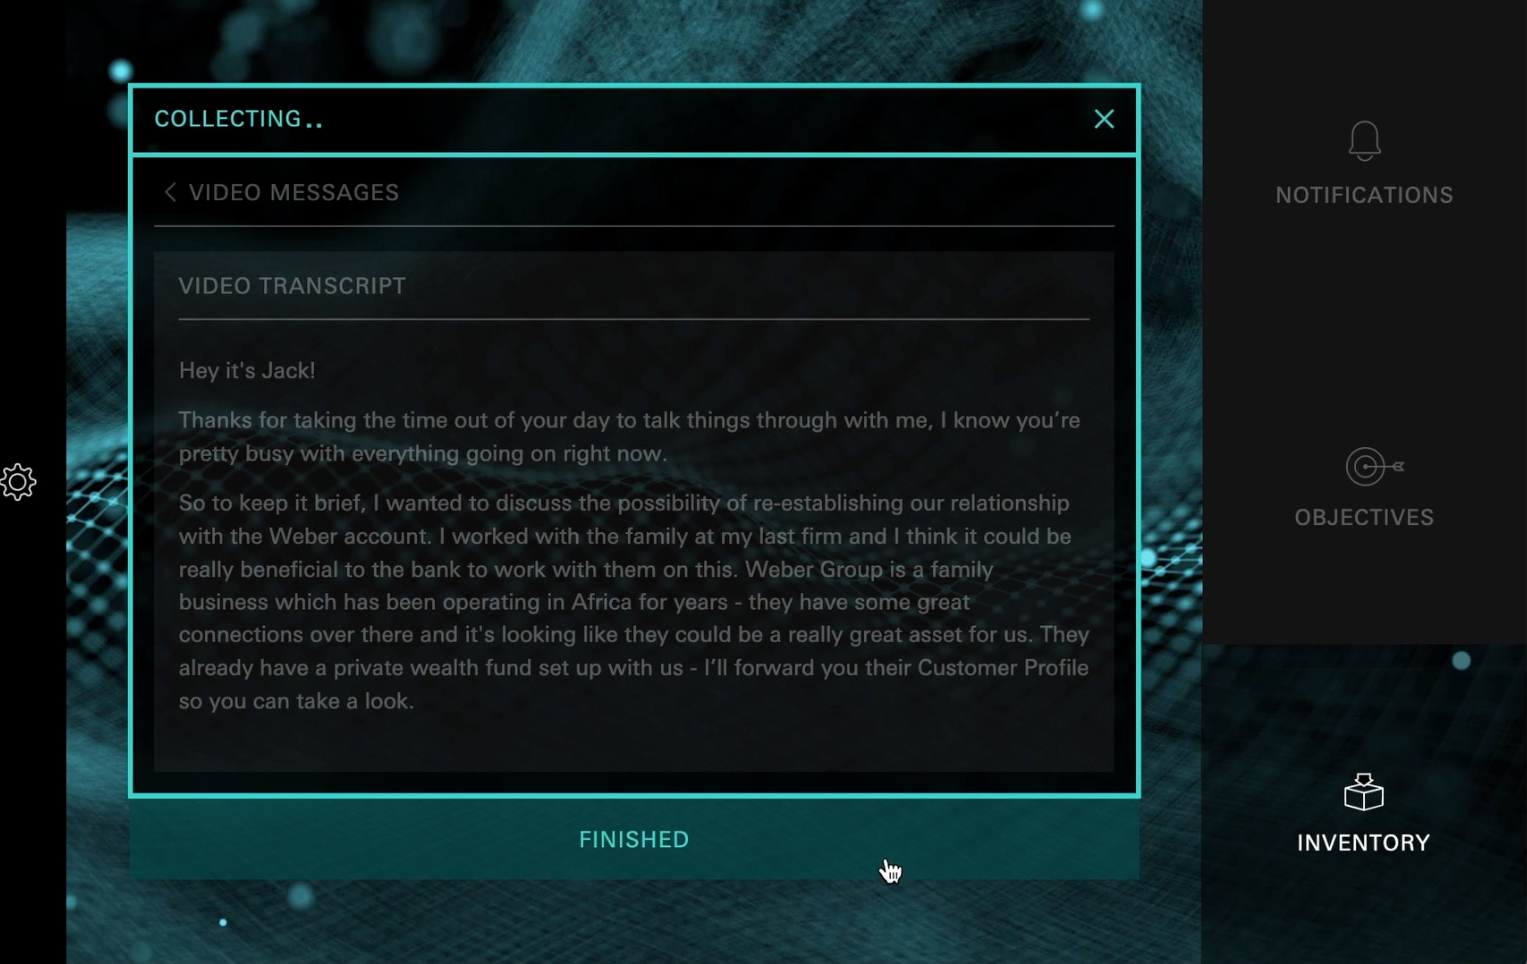 COLLECTING..
VIDEO MESSAGES
VIDEO TRANSCRIPT
Hey it's Jack!
Thanks for taking the time out of your day to talk things through with me, I know you’re
pretty busy with everything going on right now.
So to keep it brief, I wanted to discuss the possibility of re-establishing our relationship
with the Weber account. I worked with the family at my last firm and I think it could be
really beneficial to the bank to work with them on this. Weber Group is a family
business which has been operating in Africa for years - they have some great
connections over there and it's looking like they could be a really great asset for us. They
already have a private wealth fund set up with us - I’ll forward you their Customer Profile
so you can take a look.
FINISHED
NOTIFICATIONS
OBJECTIVES
INVENTORY